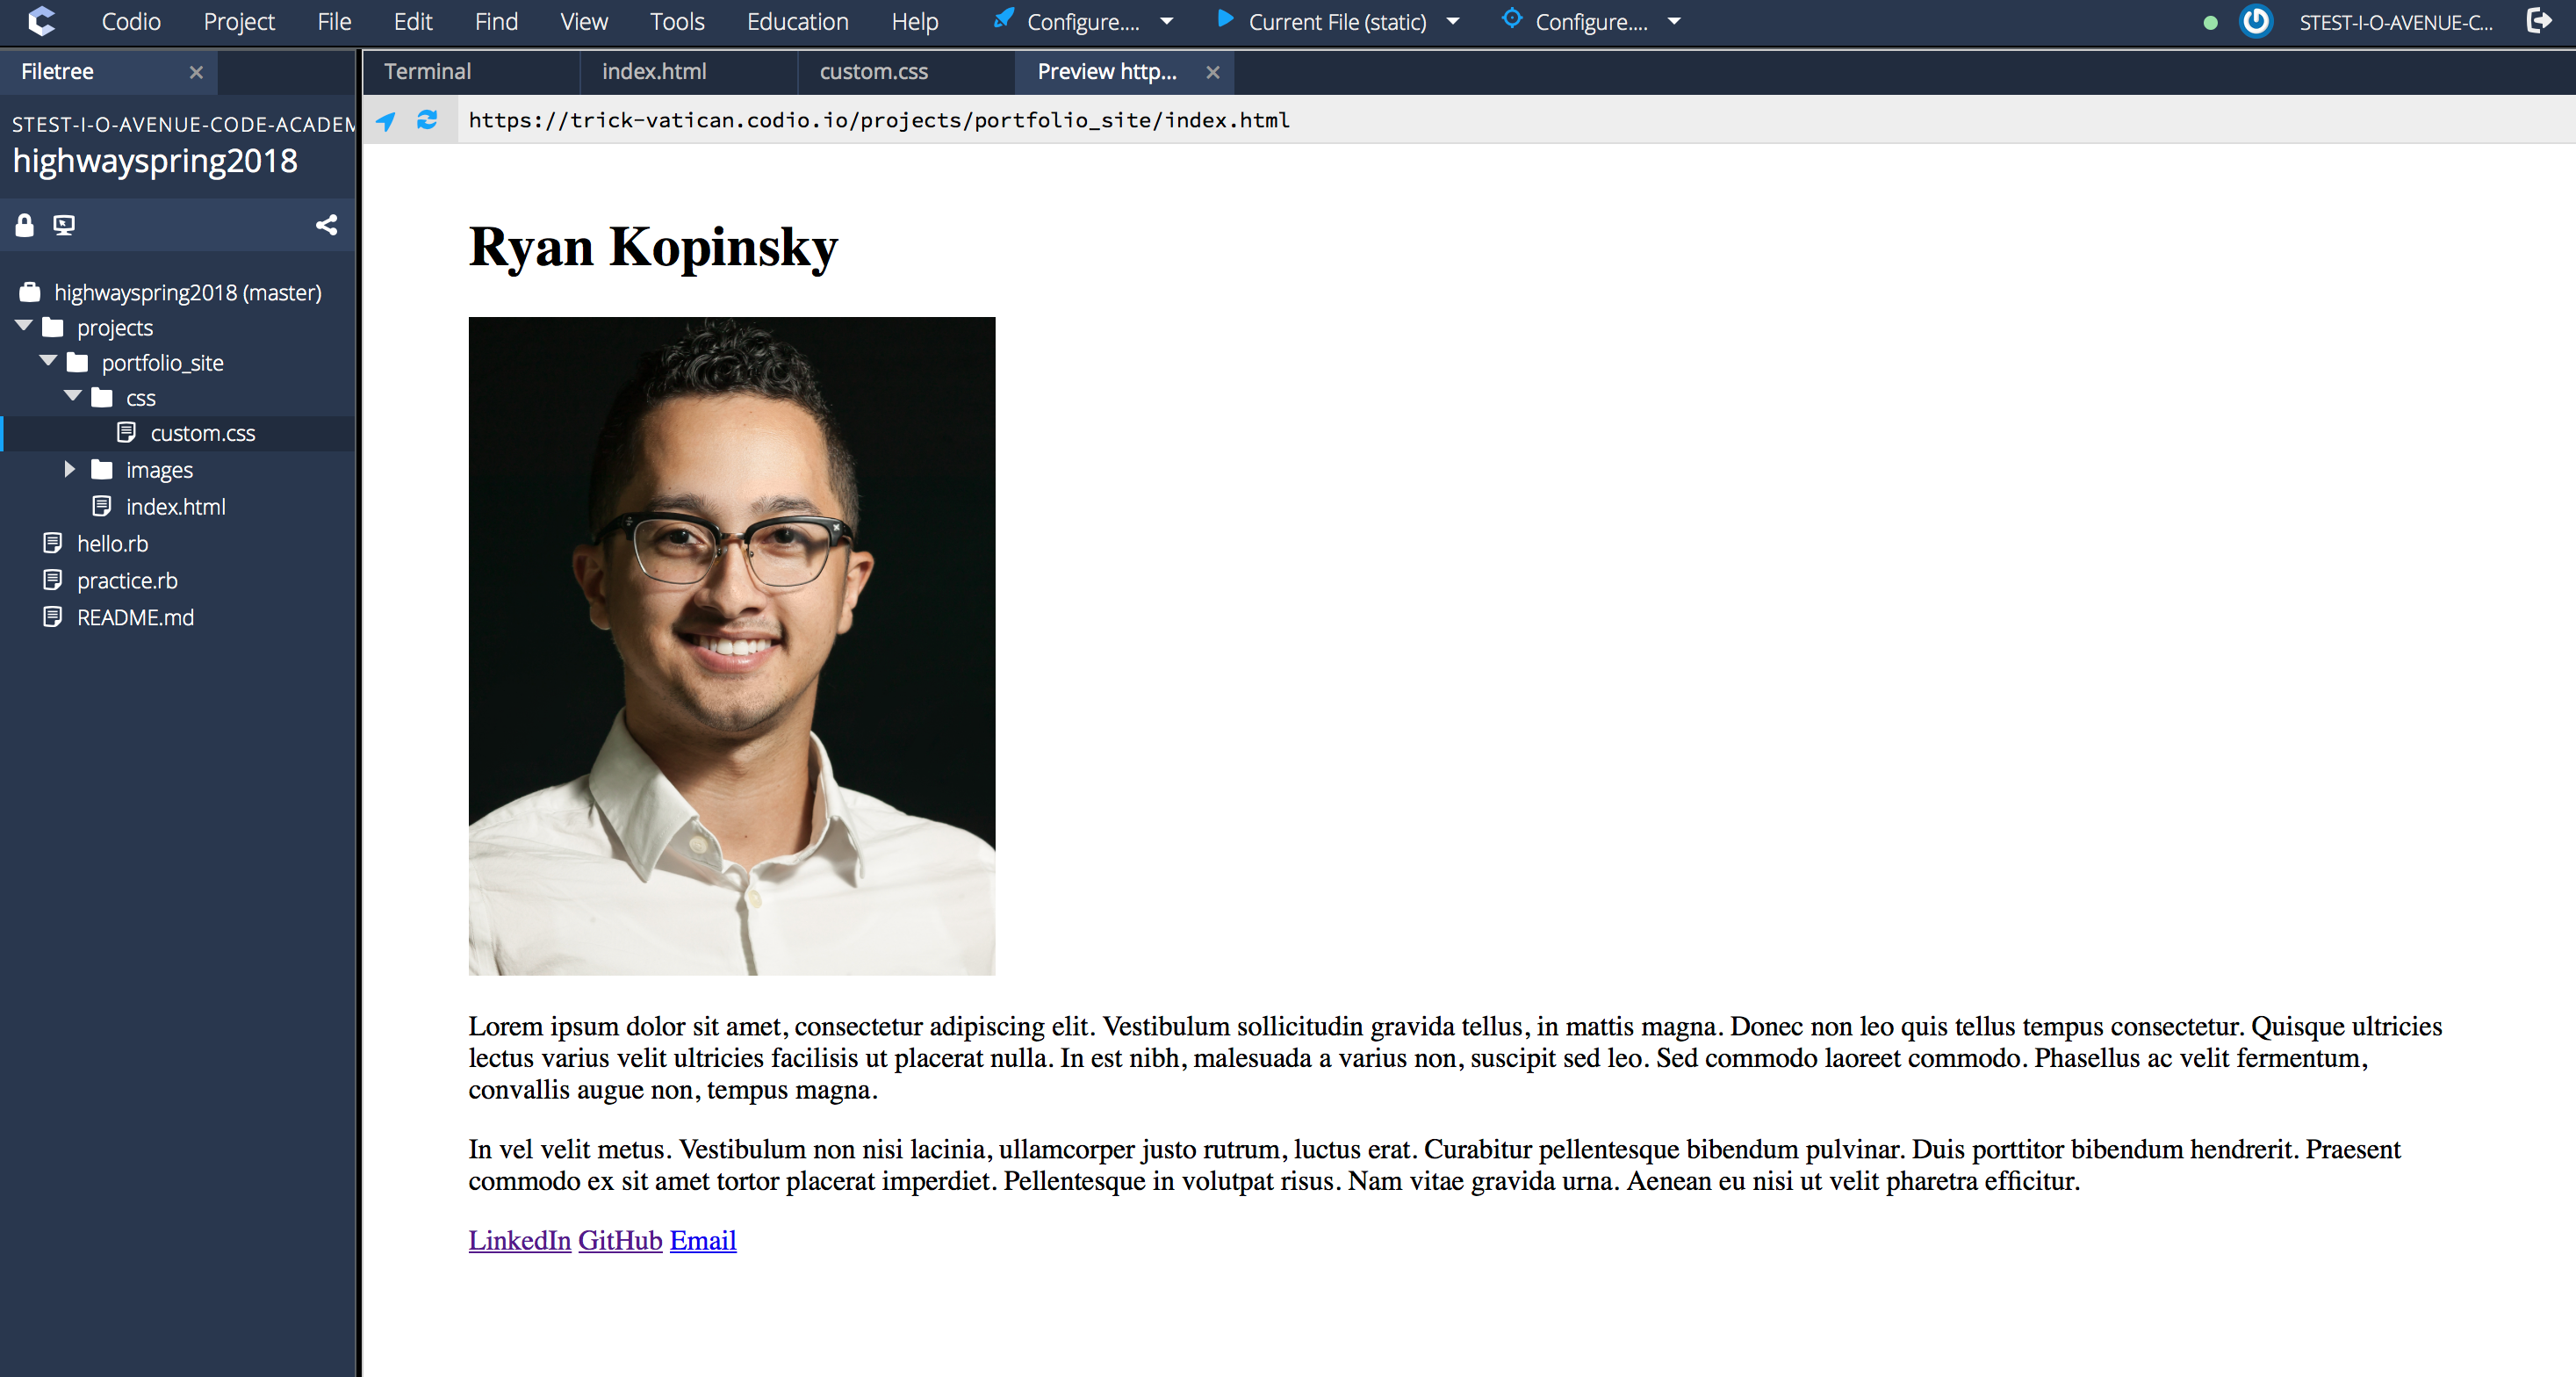 Codio Project File Edit Find View Tools Education Help Configure.... Current File (static) Configure.... STEST-I-O-AVENUE-C...
Filetree
Terminal index.html custom.css Preview http...
https://trick-vatican.codio.io/projects/portfolio_site/index.html
STEST-I-O-AVENUE-CODE-ACADEM
highwayspring2018
highwayspring2018 (master)
projects
portfolio_site
css
custom.css
images
index.html
hello.rb
practice.rb
README.md
Ryan Kopinsky
Lorem ipsum dolor sit amet, consectetur adipiscing elit. Vestibulum sollicitudin gravida tellus, in mattis magna. Donec non leo quis tellus tempus consectetur. Quisque ultricies
lectus varius velit ultricies facilisis ut placerat nulla. In est nibh, malesuada a varius non, suscipit sed leo. Sed commodo laoreet commodo. Phasellus ac velit fermentum,
convallis augue non, tempus magna.
In vel velit metus. Vestibulum non nisi lacinia, ullamcorper justo rutrum, luctus erat. Curabitur pellentesque bibendum pulvinar. Duis porttitor bibendum hendrerit. Praesent
commodo ex sit amet tortor placerat imperdiet. Pellentesque in volutpat risus. Nam vitae gravida urna. Aenean eu nisi ut velit pharetra efficitur.
LinkedIn GitHub Email